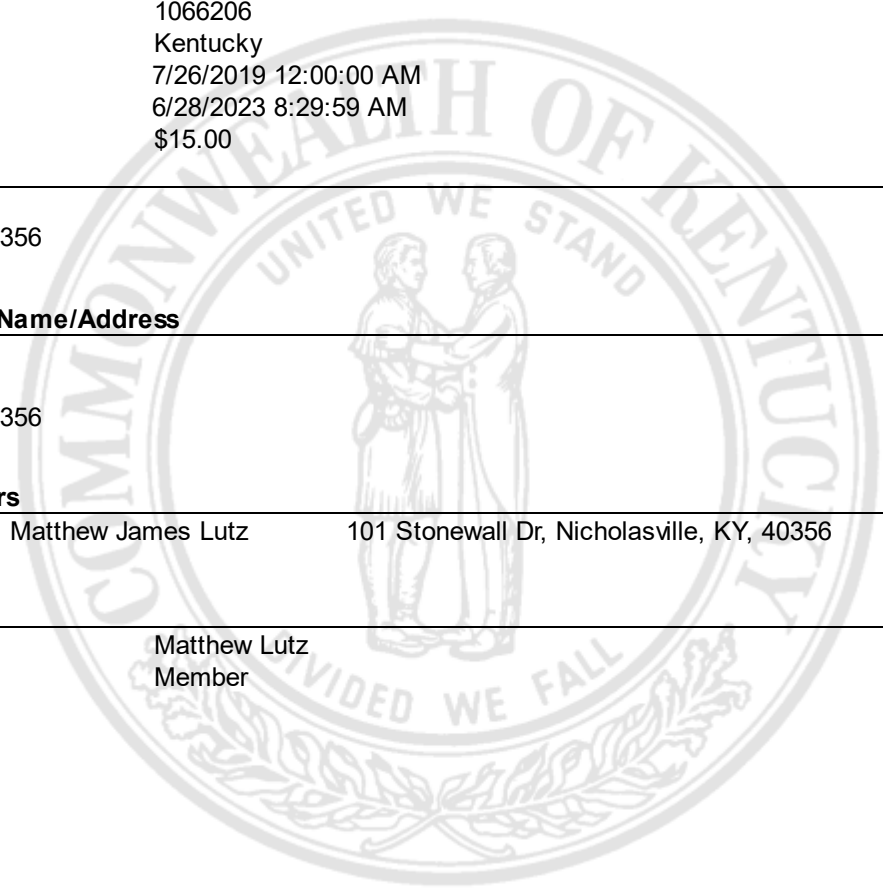 1066206
Kentucky
7/26/2019 12:00:00 AM
6/28/2023 8:29:59 AM
$15.00
356
Name/Address
356
rs
Matthew James Lutz 101 Stonewall Dr, Nicholasville, KY, 40356
Matthew Lutz
Member
COMMONWEALTH OF KENTUCKY
UNITED WE STAND
DIVIDED WE FALL